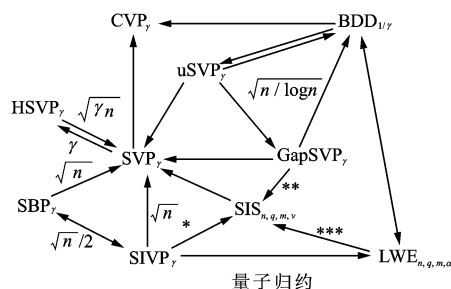 CVPγ
BDD1/γ
uSVPγ
√n / logn
HSVPγ
√γn
γ
SVPγ
GapSVPγ
√n
**
SBPγ
√n
*
SISn, q, m, ν
***
√n /2
SIVPγ
LWEn, q, m, a
量子归约